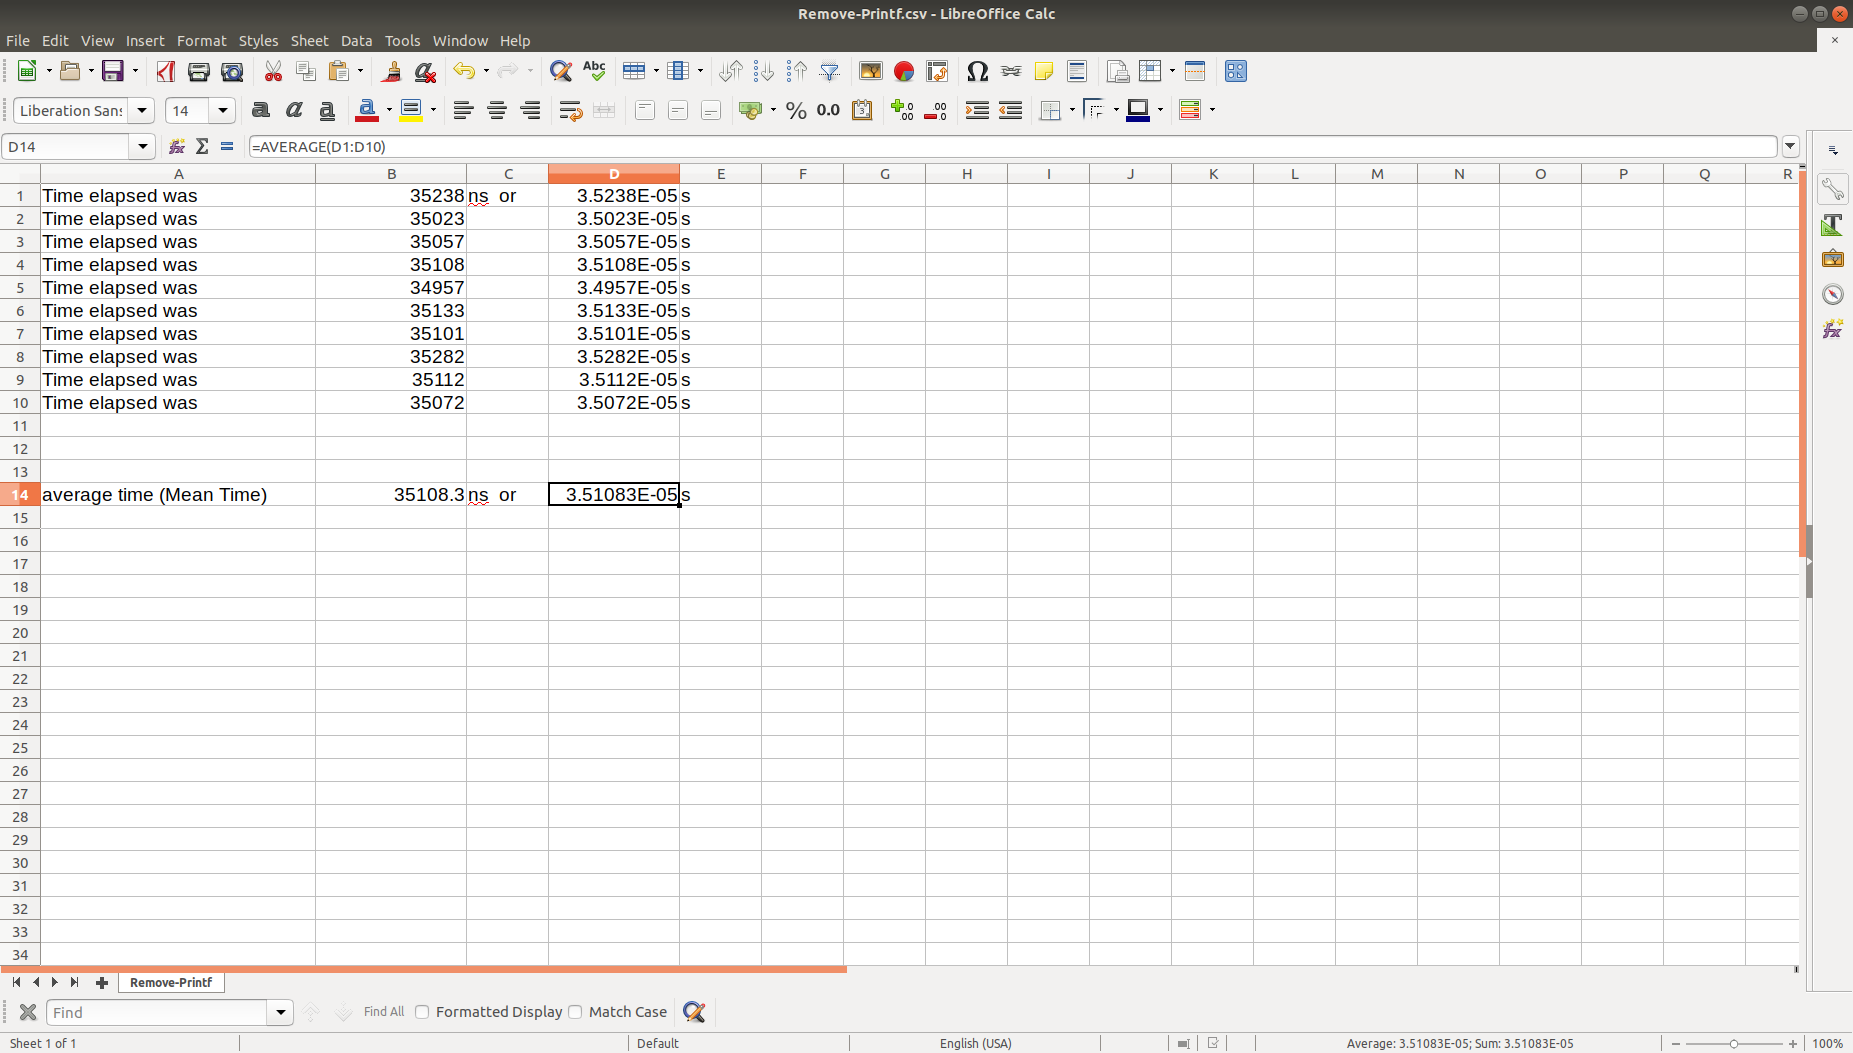 Remove-Printf.csv - LibreOffice Calc
File Edit View Insert Format Styles Sheet Data Tools Window Help
Abc
Liberation Sans 14 % 0.0
D14 =AVERAGE(D1:D10)
A B C D E F G H I J K L M N O P Q R
1 Time elapsed was 35238 ns or 3.5238E-05 s
2 Time elapsed was 35023 3.5023E-05 s
3 Time elapsed was 35057 3.5057E-05 s
4 Time elapsed was 35108 3.5108E-05 s
5 Time elapsed was 34957 3.4957E-05 s
6 Time elapsed was 35133 3.5133E-05 s
7 Time elapsed was 35101 3.5101E-05 s
8 Time elapsed was 35282 3.5282E-05 s
9 Time elapsed was 35112 3.5112E-05 s
10 Time elapsed was 35072 3.5072E-05 s
11
12
13
14 average time (Mean Time) 35108.3 ns or 3.51083E-05 s
15
16
17
18
19
20
21
22
23
24
25
26
27
28
29
30
31
32
33
34
Remove-Printf
Find Find All Formatted Display Match Case
Sheet 1 of 1 Default English (USA) Average: 3.51083E-05; Sum: 3.51083E-05 100%